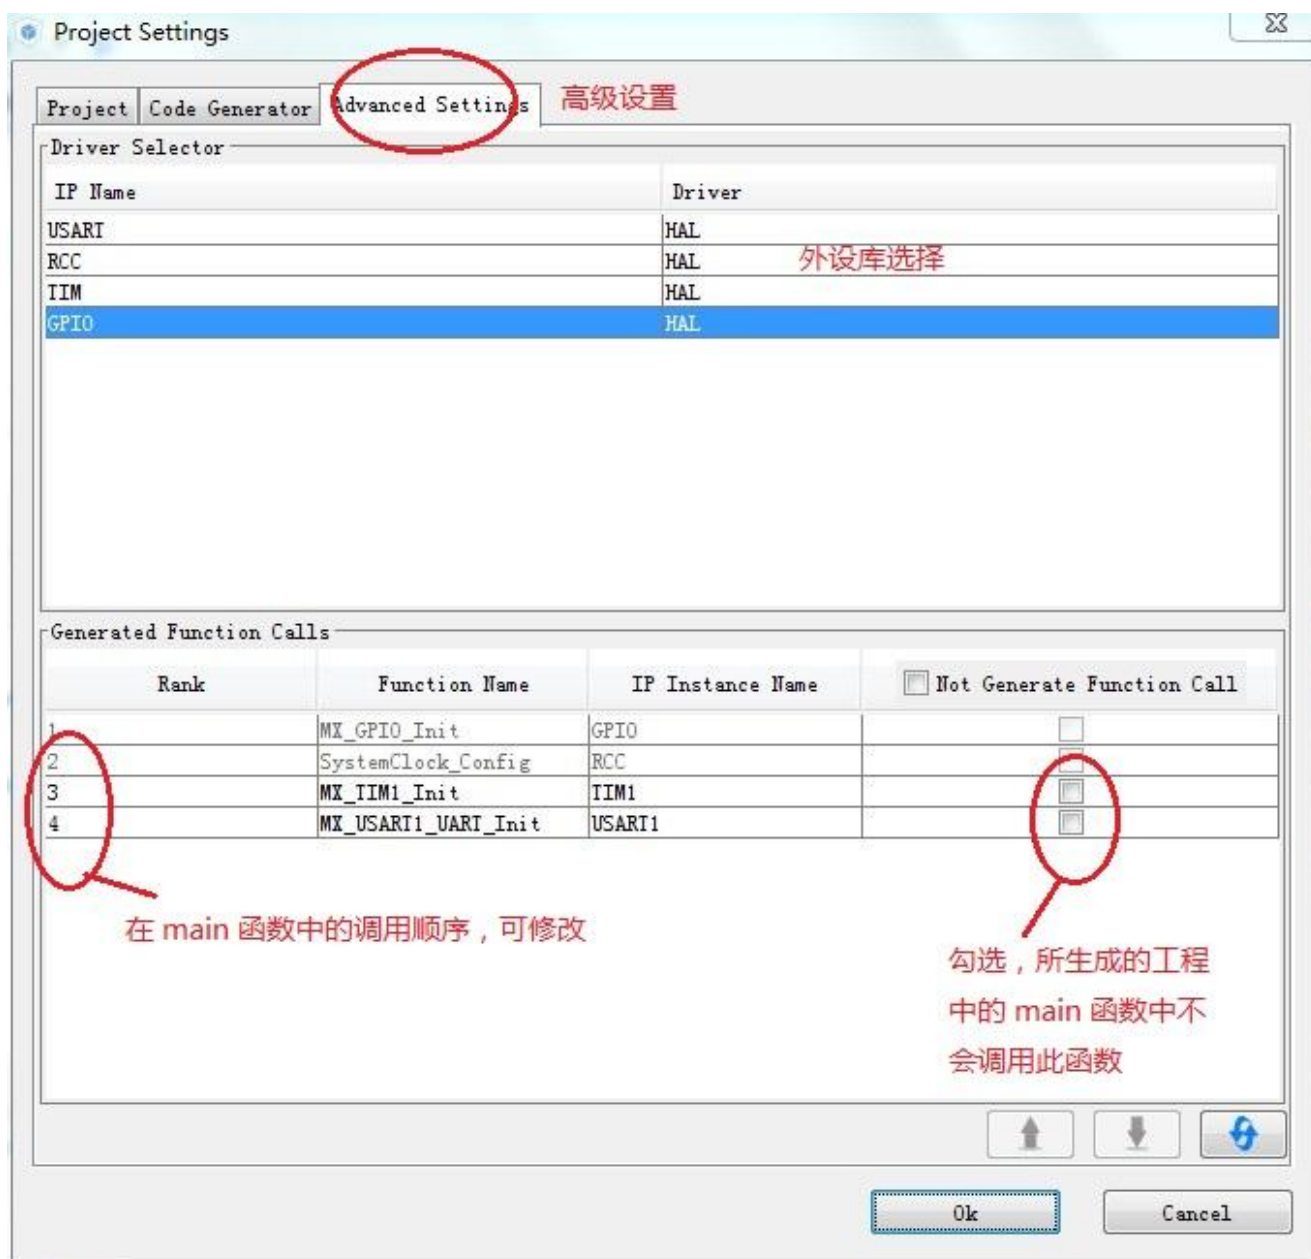 Project Settings
Project Code Generator Advanced Settings 高级设置
Driver Selector
IP Name Driver
USART HAL
RCC HAL 外设库选择
TIM HAL
GPIO HAL
Generated Function Calls
Rank Function Name IP Instance Name Not Generate Function Call
1 MX_GPIO_Init GPIO
2 SystemClock_Config RCC
3 MX_TIM1_Init TIM1
4 MX_USART1_UART_Init USART1
在 main 函数中的调用顺序，可修改
勾选，所生成的工程
中的 main 函数中不
会调用此函数
Ok Cancel